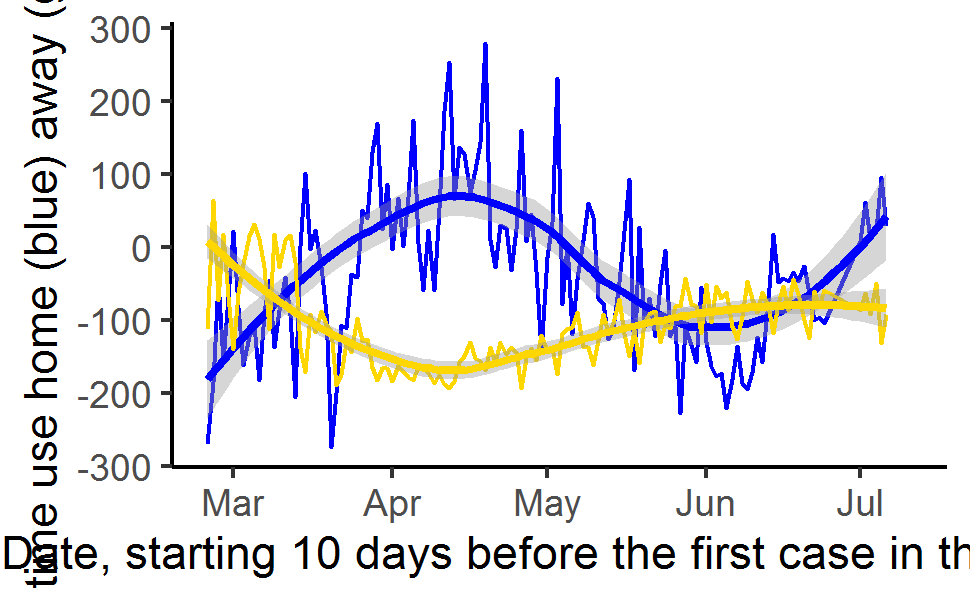 time use home (blue) away (
300
200
100
0
-100
-200
-300
Mar Apr May Jun Jul
Date, starting 10 days before the first case in th